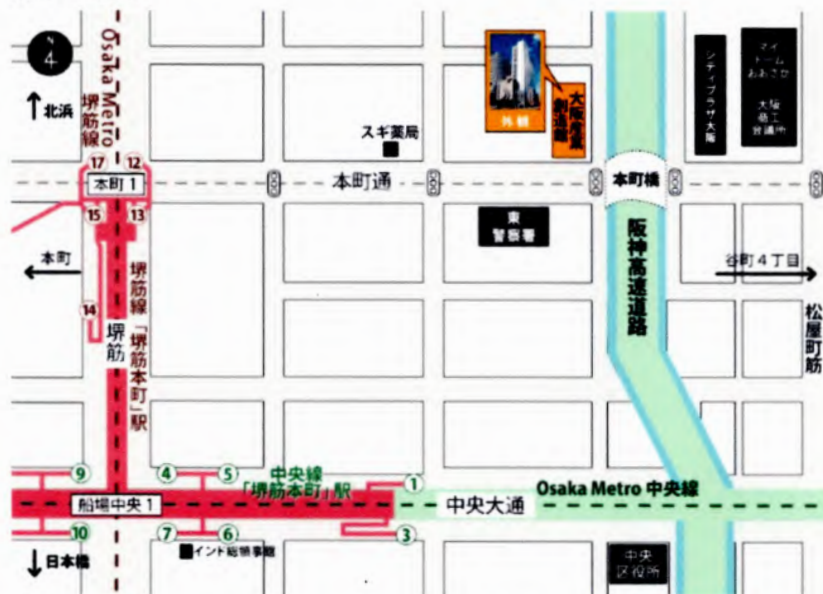 N
4
↑北浜
Osaka Metro
堺筋線
17
12
本町1
15
13
スギ薬局
外観
大阪産業
創造館
シティプラザ大阪
マイ
ドーム
おおさか
大阪
商工
会議所
本町通
本町橋
東
警察署
本町
←
14
堺筋
堺筋線「堺筋本町」駅
阪神高速道路
谷町4丁目
→
松屋町筋
9
4
5
中央線
「堺筋本町」駅
1
船場中央1
中央大通
Osaka Metro 中央線
10
7
6
3
↓日本橋
インド総領事館
中央
区役所